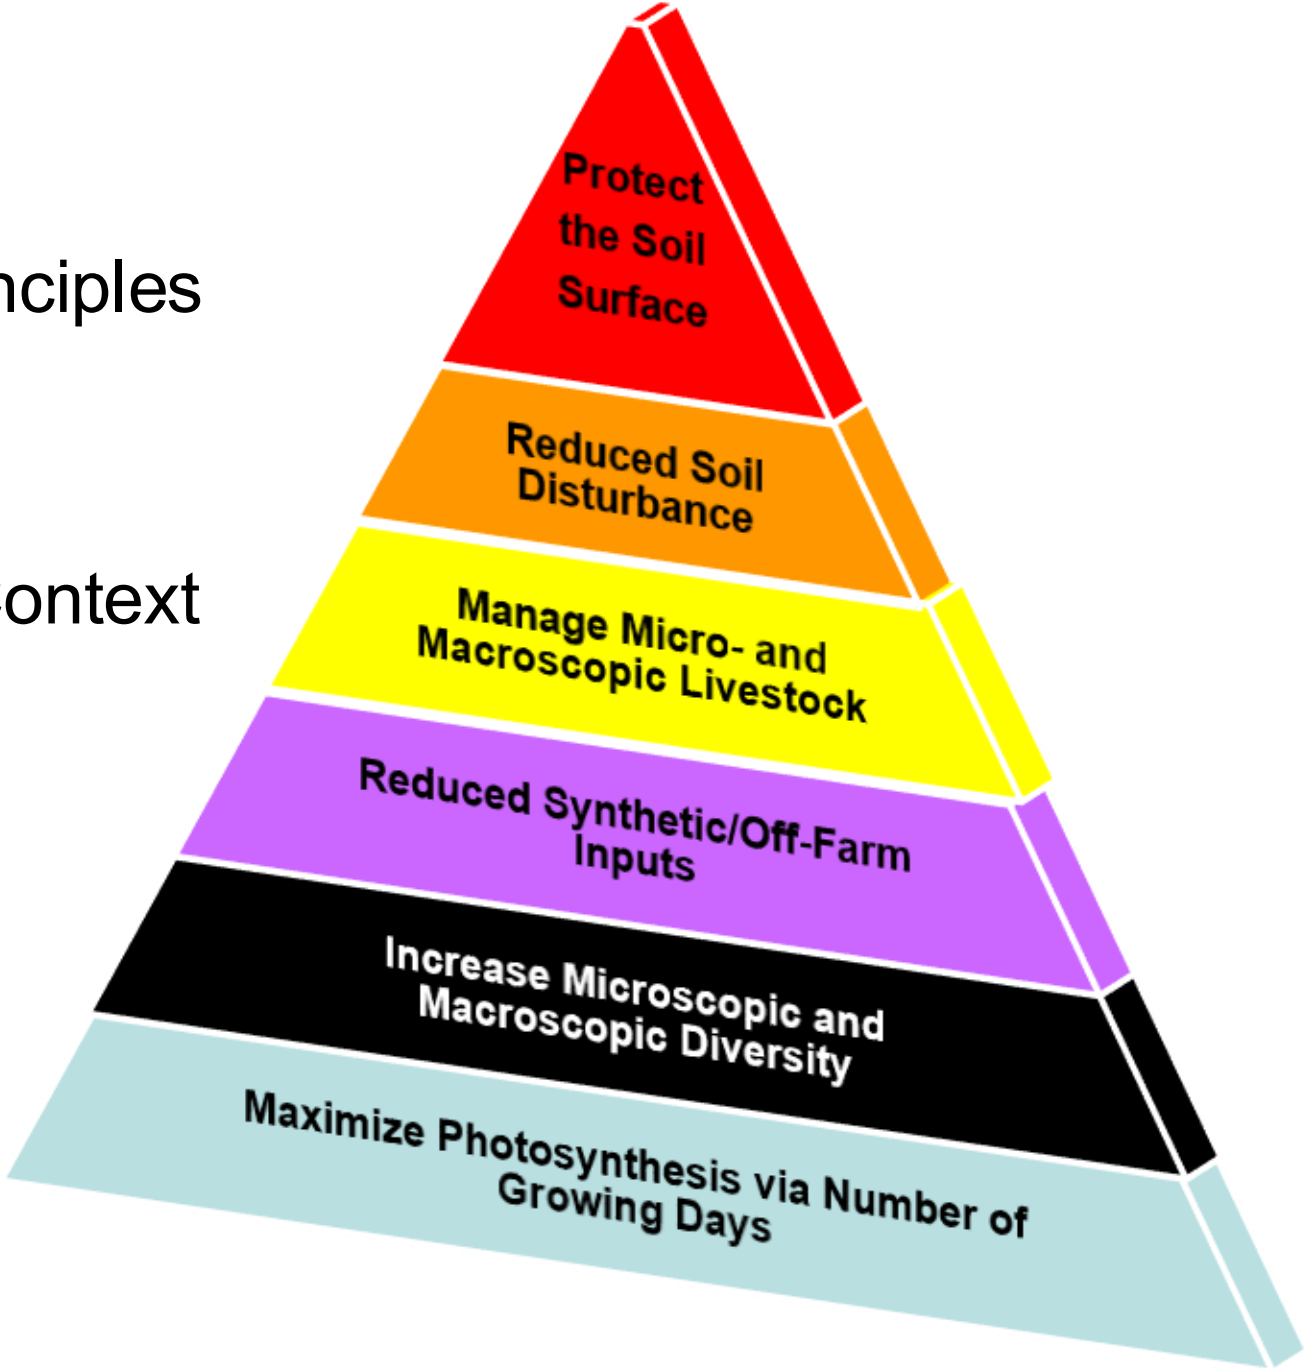 Protect
the Soil
Surface
nciples
Reduced Soil
Disturbance
ontext
Manage Micro- and
Macroscopic Livestock
Reduced Synthetic/Off-Farm
Inputs
Increase Microscopic and
Macroscopic Diversity
Maximize Photosynthesis via Number of
Growing Days